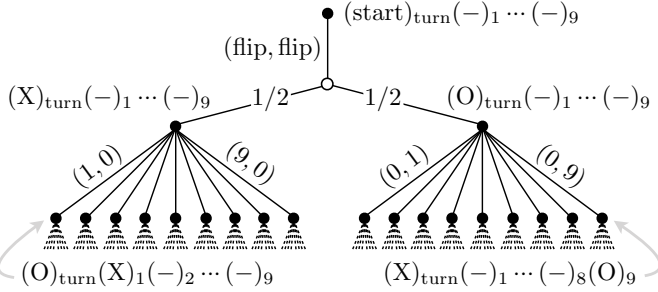 (start)turn(−)1 ··· (−)9
(flip, flip)
(X)turn(−)1 ··· (−)9
1/2
1/2
(O)turn(−)1 ··· (−)9
(1, 0)
(9, 0)
(0, 1)
(0, 9)
(O)turn(X)1(−)2 ··· (−)9
(X)turn(−)1 ··· (−)8(O)9